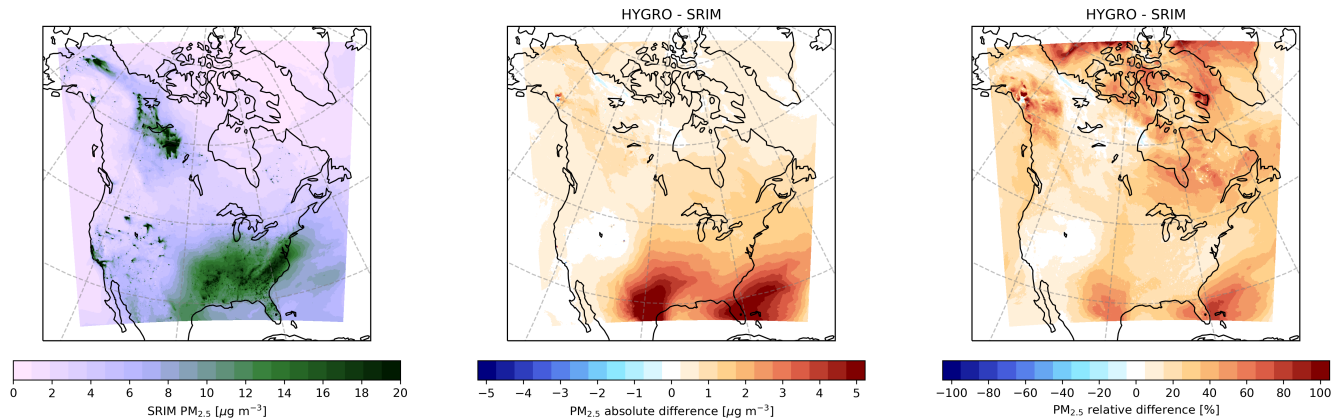 HYGRO - SRIM
HYGRO - SRIM
0 2 4 6 8 10 12 14 16 18 20
SRIM PM₂.₅ [μg m⁻³]
−5 −4 −3 −2 −1 0 1 2 3 4 5
PM₂.₅ absolute difference [μg m⁻³]
−100 −80 −60 −40 −20 0 20 40 60 80 100
PM₂.₅ relative difference [%]